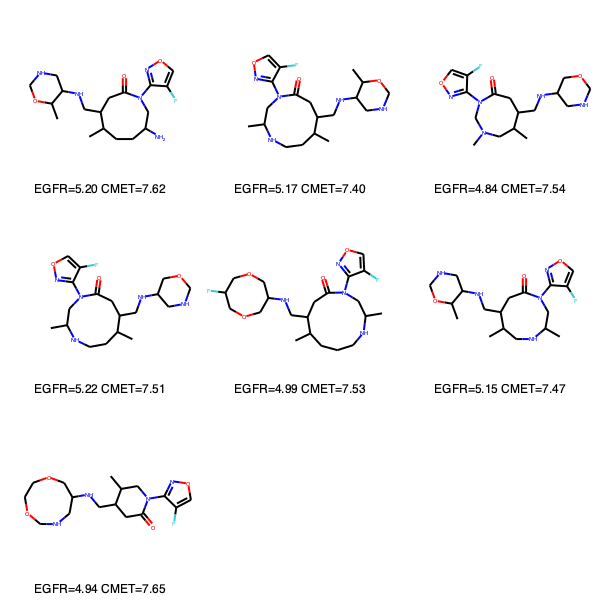 EGFR=5.20 CMET=7.62
EGFR=5.17 CMET=7.40
EGFR=4.84 CMET=7.54
EGFR=5.22 CMET=7.51
EGFR=4.99 CMET=7.53
EGFR=5.15 CMET=7.47
EGFR=4.94 CMET=7.65